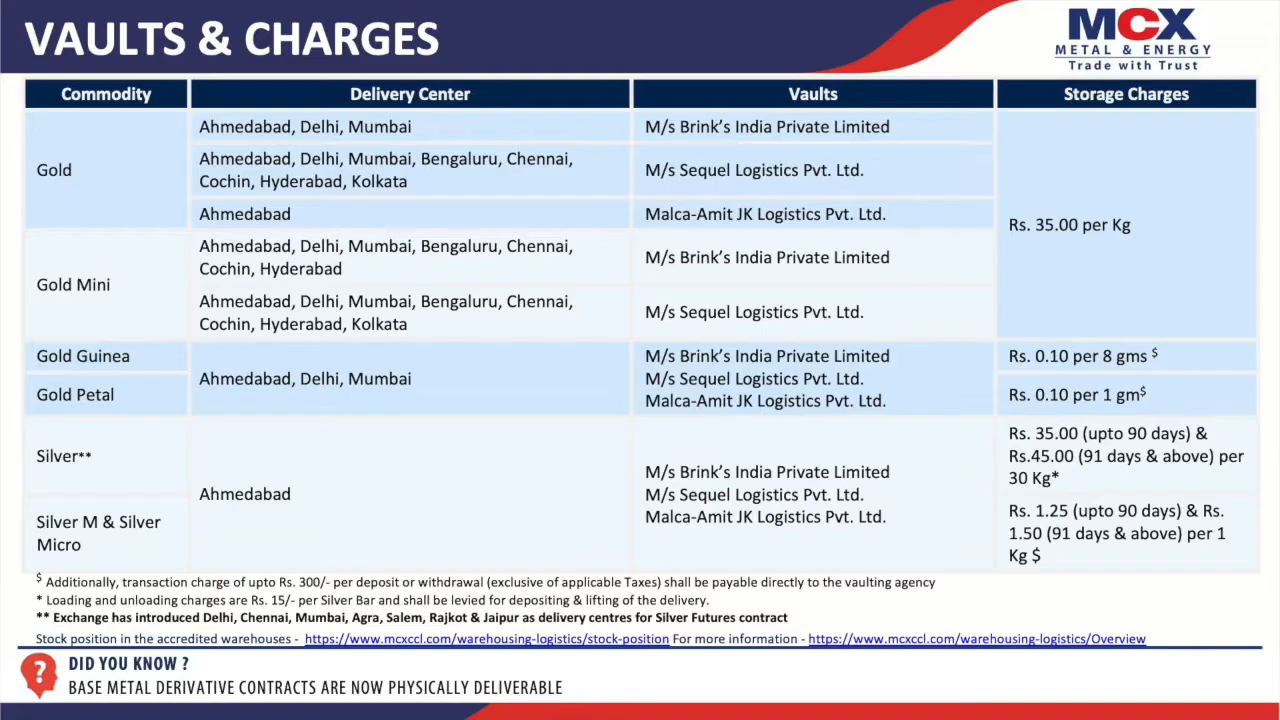 VAULTS & CHARGES
MCX
METAL & ENERGY
Trade with Trust
Commodity
Delivery Center
Vaults
Storage Charges
Gold
Ahmedabad, Delhi, Mumbai
M/s Brink’s India Private Limited
Rs. 35.00 per Kg
Ahmedabad, Delhi, Mumbai, Bengaluru, Chennai,
Cochin, Hyderabad, Kolkata
M/s Sequel Logistics Pvt. Ltd.
Ahmedabad
Malca-Amit JK Logistics Pvt. Ltd.
Gold Mini
Ahmedabad, Delhi, Mumbai, Bengaluru, Chennai,
Cochin, Hyderabad
M/s Brink’s India Private Limited
Ahmedabad, Delhi, Mumbai, Bengaluru, Chennai,
Cochin, Hyderabad, Kolkata
M/s Sequel Logistics Pvt. Ltd.
Gold Guinea
Ahmedabad, Delhi, Mumbai
M/s Brink’s India Private Limited
M/s Sequel Logistics Pvt. Ltd.
Malca-Amit JK Logistics Pvt. Ltd.
Rs. 0.10 per 8 gms $
Gold Petal
Rs. 0.10 per 1 gm$
Silver**
Ahmedabad
M/s Brink’s India Private Limited
M/s Sequel Logistics Pvt. Ltd.
Malca-Amit JK Logistics Pvt. Ltd.
Rs. 35.00 (upto 90 days) &
Rs.45.00 (91 days & above) per
30 Kg*
Silver M & Silver
Micro
Rs. 1.25 (upto 90 days) & Rs.
1.50 (91 days & above) per 1
Kg $
$ Additionally, transaction charge of upto Rs. 300/- per deposit or withdrawal (exclusive of applicable Taxes) shall be payable directly to the vaulting agency
* Loading and unloading charges are Rs. 15/- per Silver Bar and shall be levied for depositing & lifting of the delivery.
** Exchange has introduced Delhi, Chennai, Mumbai, Agra, Salem, Rajkot & Jaipur as delivery centres for Silver Futures contract
Stock position in the accredited warehouses - https://www.mcxccl.com/warehousing-logistics/stock-position For more information - https://www.mcxccl.com/warehousing-logistics/Overview
?
DID YOU KNOW ?
BASE METAL DERIVATIVE CONTRACTS ARE NOW PHYSICALLY DELIVERABLE